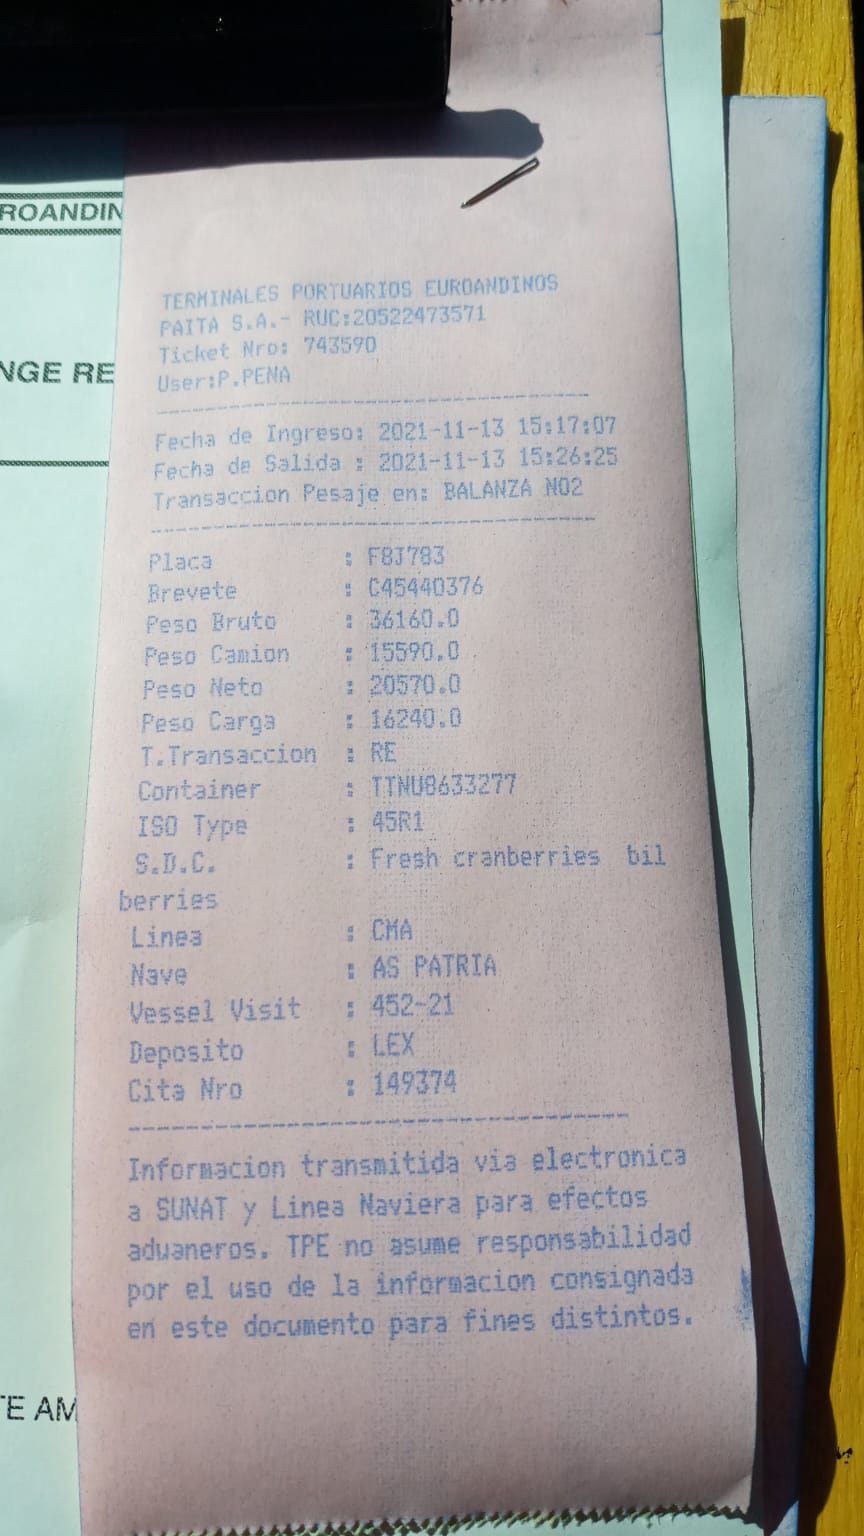 ROANDIN
NGE RE
TE AM
TERMINALES PORTUARIOS EUROANDINOS
PAITA S.A.- RUC:20522473571
Ticket Nro: 743590
User:P.PENA
Fecha de Ingreso: 2021-11-13 15:17:07
Fecha de Salida : 2021-11-13 15:26:25
Transaccion Pesaje en: BALANZA NO2
Placa : F8J783
Brevete : C45440376
Peso Bruto : 36160.0
Peso Camion : 15590.0
Peso Neto : 20570.0
Peso Carga : 16240.0
T.Transaccion : RE
Container : TTNU8633277
ISO Type : 45R1
S.D.C. : Fresh cranberries bil
berries
Linea : CMA
Nave : AS PATRIA
Vessel Visit : 452-21
Deposito : LEX
Cita Nro : 149374
Informacion transmitida via electronica
a SUNAT y Linea Naviera para efectos
aduaneros. TPE no asume responsabilidad
por el uso de la informacion consignada
en este documento para fines distintos.